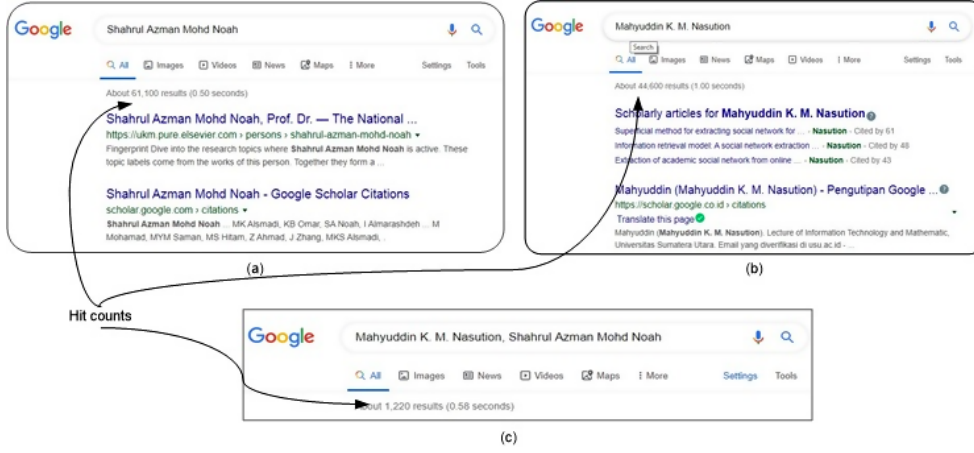 Google
Shahrul Azman Mohd Noah
All Images Videos News Maps More Settings Tools
About 61,100 results (0.50 seconds)
Shahrul Azman Mohd Noah, Prof. Dr. — The National ...
https://ukm.pure.elsevier.com › persons › shahrul-azman-mohd-noah
Fingerprint Dive into the research topics where Shahrul Azman Mohd Noah is active. These
topic labels come from the works of this person. Together they form a ...
Shahrul Azman Mohd Noah - Google Scholar Citations
scholar.google.com › citations
Shahrul Azman Mohd Noah ... MK Alsmadi, KB Omar, SA Noah, I Almarashdeh ... M
Mohamad, MYM Saman, MS Hitam, Z Ahmad, J Zhang, MKS Alsmadi, .
(a)
Google
Mahyuddin K. M. Nasution
Search
All Images News Maps Videos More Settings Tools
About 44,600 results (1.00 seconds)
Scholarly articles for Mahyuddin K. M. Nasution
Superficial method for extracting social network for ... - Nasution - Cited by 61
Information retrieval model: A social network extraction ... - Nasution - Cited by 48
Extraction of academic social network from online ... - Nasution - Cited by 43
Mahyuddin (Mahyuddin K. M. Nasution) - Pengutipan Google ...
https://scholar.google.co.id › citations
Translate this page
Mahyuddin (Mahyuddin K. M. Nasution). Lecture of Information Technology and Mathematic,
Universitas Sumatera Utara. Email yang diverifikasi di usu.ac.id - ...
(b)
Hit counts
Google
Mahyuddin K. M. Nasution, Shahrul Azman Mohd Noah
All Images News Videos Maps More Settings Tools
About 1,220 results (0.58 seconds)
(c)